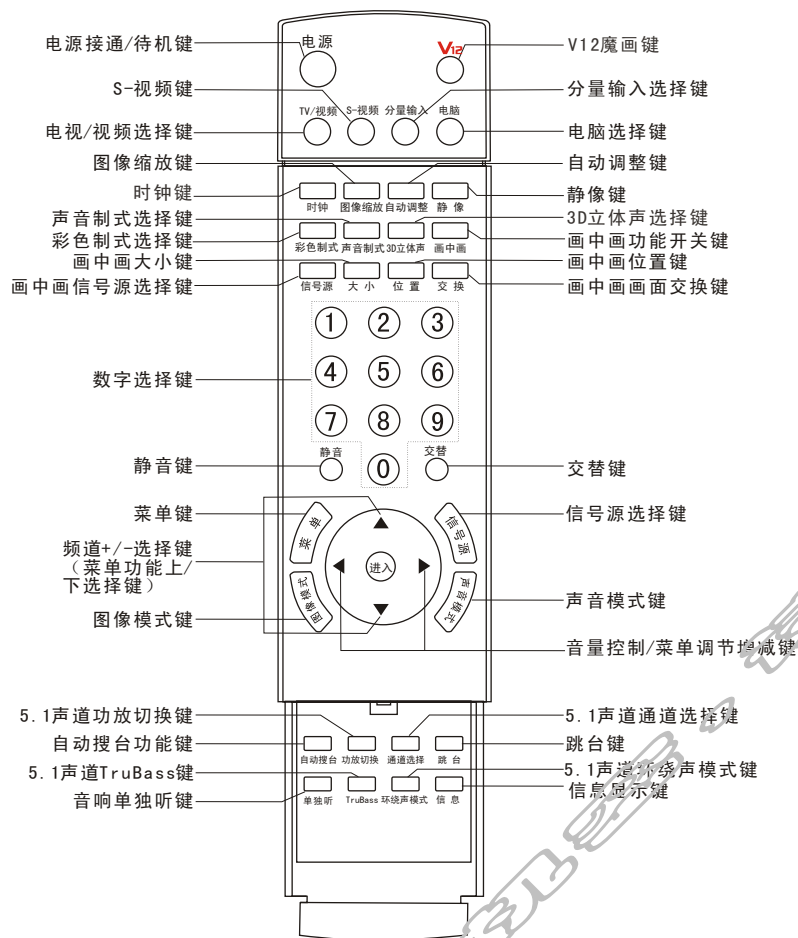 电源接通/待机键
电源
V12
V12魔画键
S-视频键
分量输入选择键
TV/视频 S-视频 分量输入 电脑
电视/视频选择键
电脑选择键
图像缩放键
自动调整键
时钟键
静像键
时钟 图像缩放 自动调整 静 像
声音制式选择键
3D立体声选择键
彩色制式选择键
彩色制式 声音制式 3D立体声 画中画
画中画功能开关键
画中画大小键
画中画位置键
画中画信号源选择键
信号源 大 小 位 置 交 换
画中画画面交换键
1 2 3
数字选择键
4 5 6
7 8 9
静音键
静音
0
交替
交替键
菜单键
菜 单
信号源
信号源选择键
频道+/-选择键
(菜单功能上/
下选择键)
进入
图像模式键
图像模式
声音模式
声音模式键
音量控制/菜单调节增减键
5.1声道功放切换键
5.1声道通道选择键
自动搜台功能键
自动搜台 功放切换 通道选择 跳 台
跳台键
5.1声道TruBass键
5.1声道环绕声模式键
音响单独听键
单独听 TruBass 环绕声模式 信 息
信息显示键